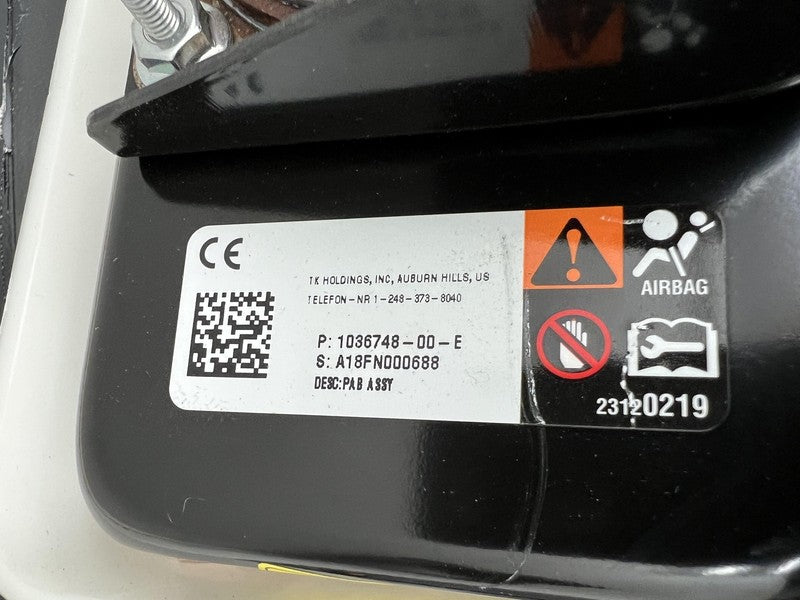 CE
TK HOLDINGS, INC, AUBURN HILLS, US
TELEFON-NR 1-248-373-8040
P: 1036748-00-E
S: A18FN000688
DESC:PAB ASSY
AIRBAG
23120219